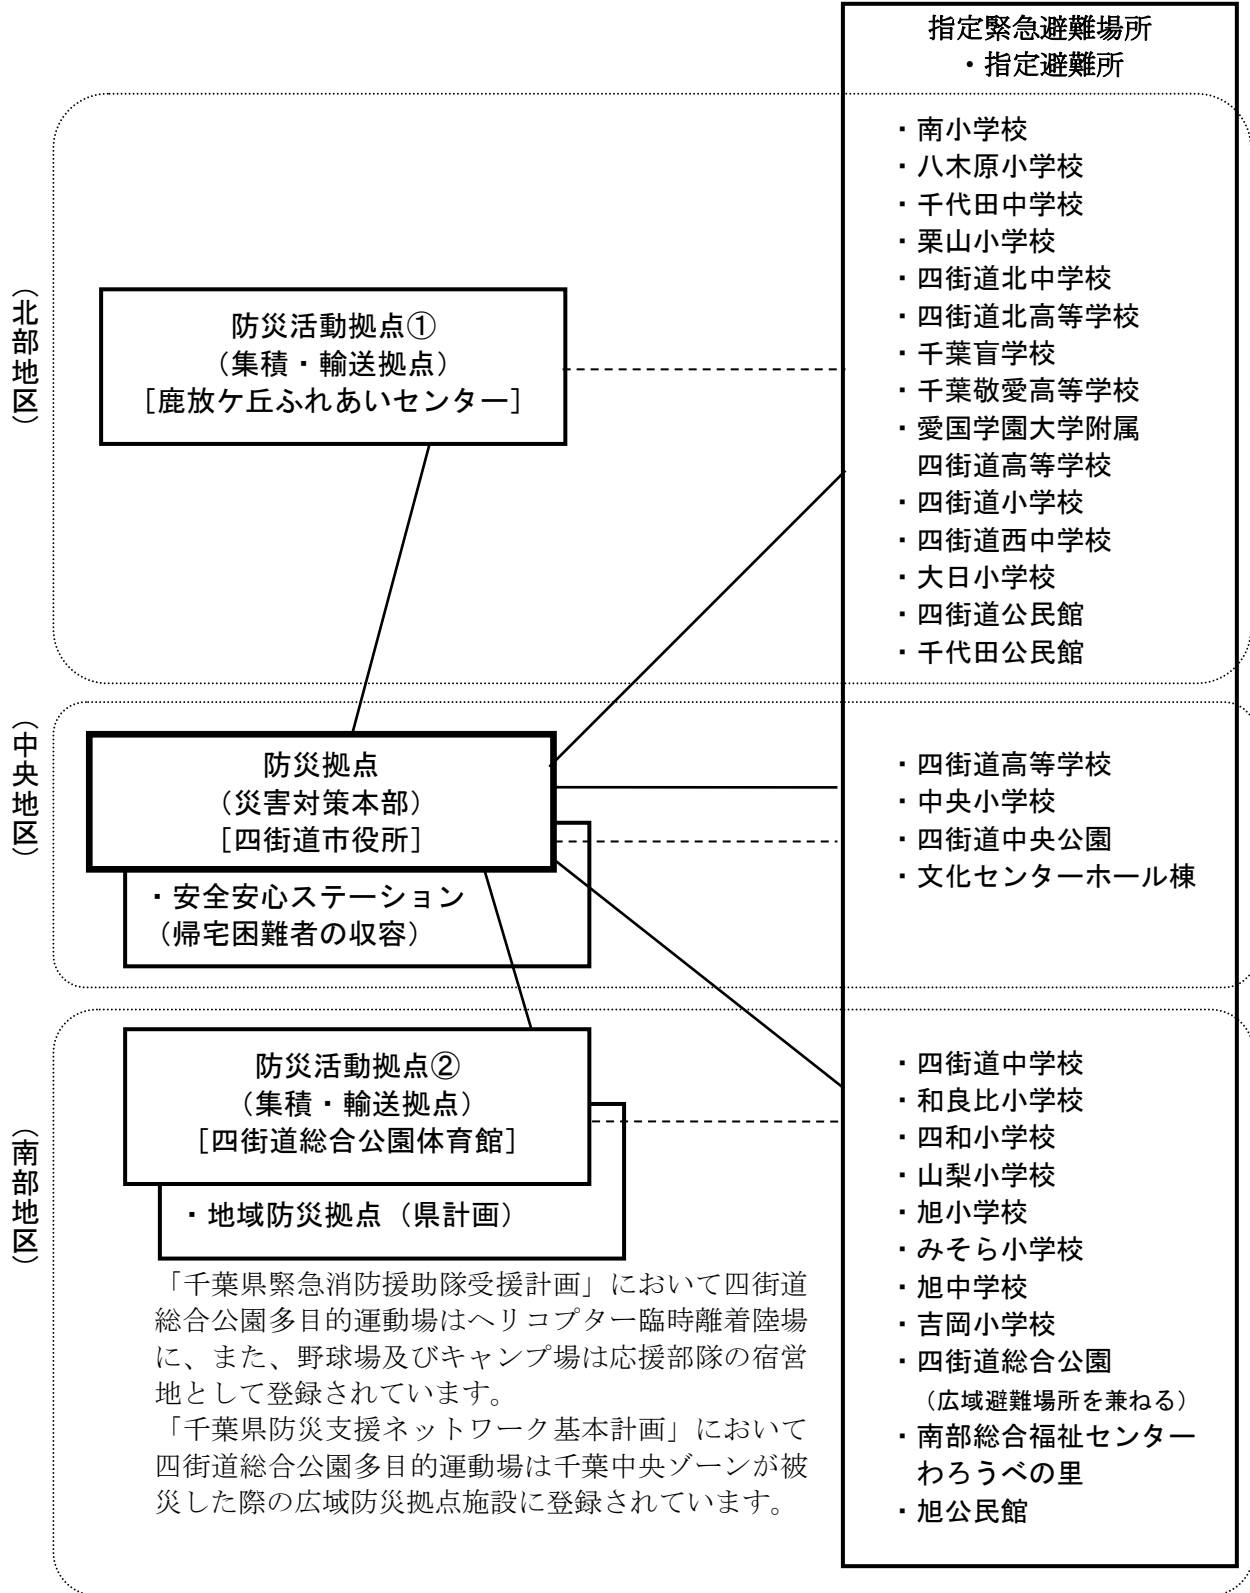 指定緊急避難場所
・指定避難所
（北部地区）
防災活動拠点①
（集積・輸送拠点）
［鹿放ケ丘ふれあいセンター］
・南小学校
・八木原小学校
・千代田中学校
・栗山小学校
・四街道北中学校
・四街道北高等学校
・千葉盲学校
・千葉敬愛高等学校
・愛国学園大学附属
四街道高等学校
・四街道小学校
・四街道西中学校
・大日小学校
・四街道公民館
・千代田公民館
（中央地区）
防災拠点
（災害対策本部）
［四街道市役所］
・安全安心ステーション
（帰宅困難者の収容）
・四街道高等学校
・中央小学校
・四街道中央公園
・文化センターホール棟
（南部地区）
防災活動拠点②
（集積・輸送拠点）
［四街道総合公園体育館］
・地域防災拠点（県計画）
「千葉県緊急消防援助隊受援計画」において四街道
総合公園多目的運動場はヘリコプター臨時離着陸場
に、また、野球場及びキャンプ場は応援部隊の宿営
地として登録されています。
「千葉県防災支援ネットワーク基本計画」において
四街道総合公園多目的運動場は千葉中央ゾーンが被
災した際の広域防災拠点施設に登録されています。
・四街道中学校
・和良比小学校
・四和小学校
・山梨小学校
・旭小学校
・みそら小学校
・旭中学校
・吉岡小学校
・四街道総合公園
（広域避難場所を兼ねる）
・南部総合福祉センター
わろうべの里
・旭公民館